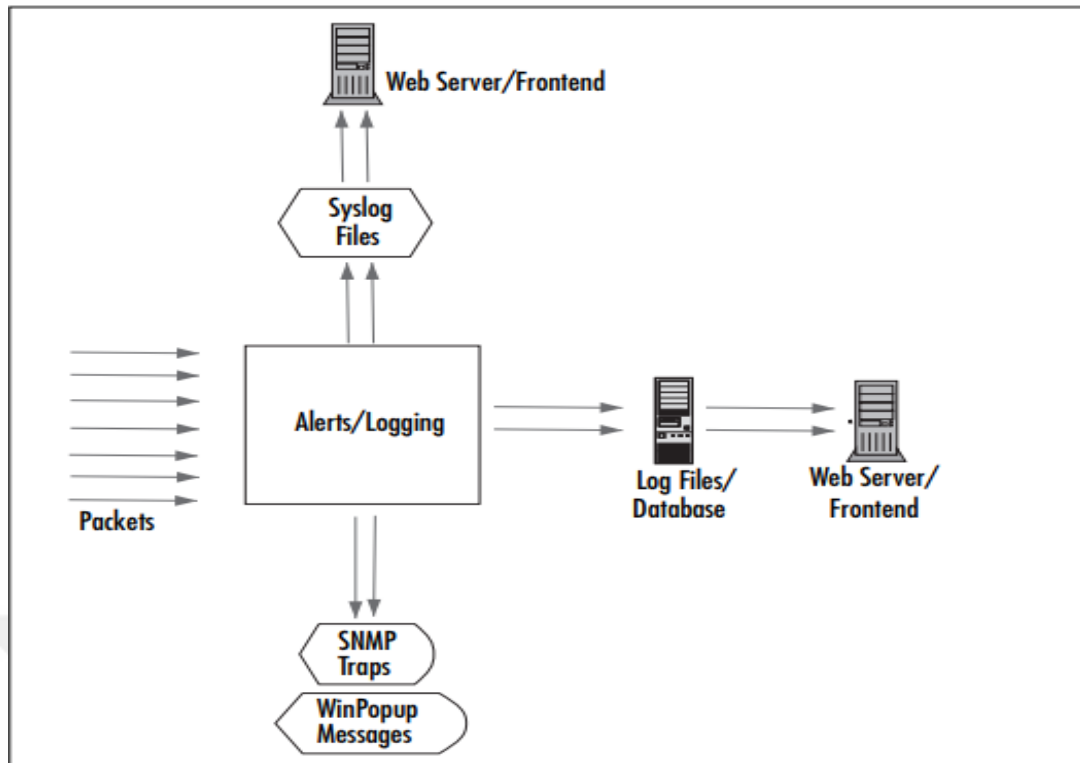 Web Server/Frontend
Syslog
Files
Alerts/Logging
Packets
Log Files/
Database
Web Server/
Frontend
SNMP
Traps
WinPopup
Messages